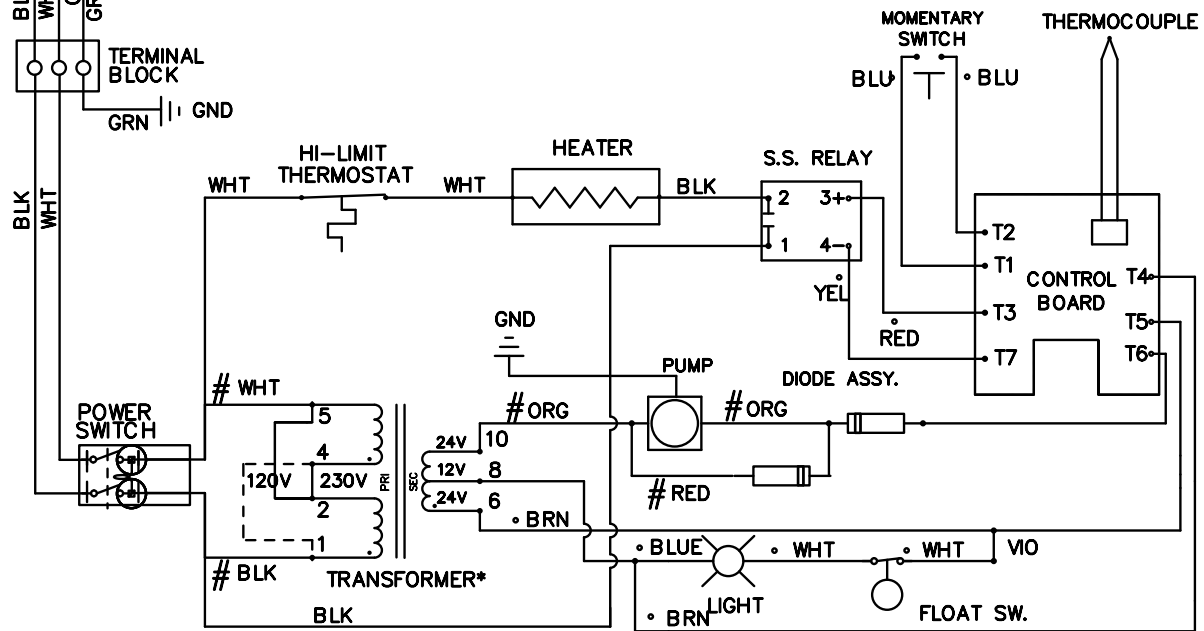 MOMENTARY
SWITCH
THERMOCOUPLE
TERMINAL
BLOCK
BLU
BLU
GRN
GND
HI-LIMIT
THERMOSTAT
HEATER
S.S. RELAY
BLK
WHT
WHT
WHT
BLK
2
3+
1
4-
T2
T1
CONTROL
BOARD
T4
T3
T5
T7
T6
YEL
RED
GND
PUMP
DIODE ASSY.
# WHT
POWER
SWITCH
5
4
120V
230V
2
1
PRI
SEC
24V
12V
24V
10
8
6
# ORG
# ORG
# RED
BRN
BLUE
WHT
WHT
VIO
# BLK
TRANSFORMER*
BLK
BRN
LIGHT
FLOAT SW.